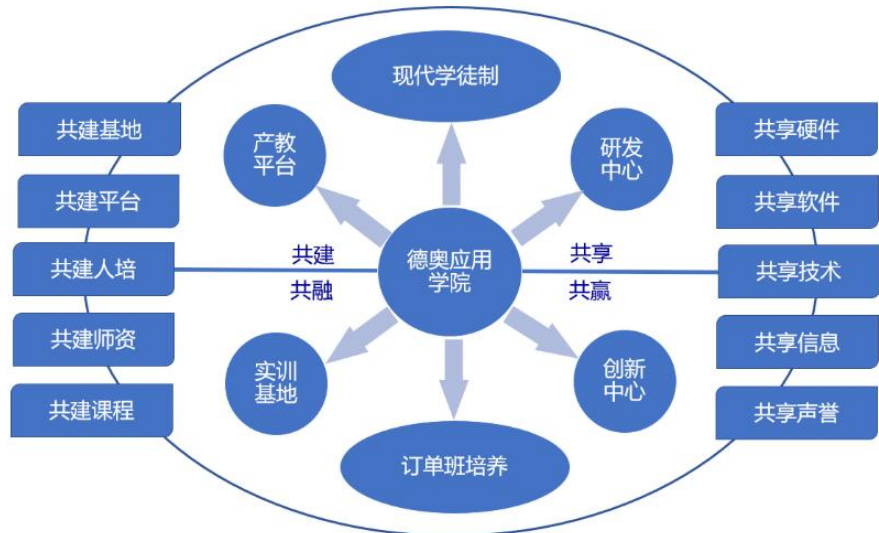 现代学徒制
共建基地
产教
平台
研发
中心
共享硬件
共建平台
共享软件
共建
共融
德奥应用
学院
共享
共赢
共建人培
共享技术
共建师资
实训
基地
创新
中心
共享信息
共建课程
共享声誉
订单班培养